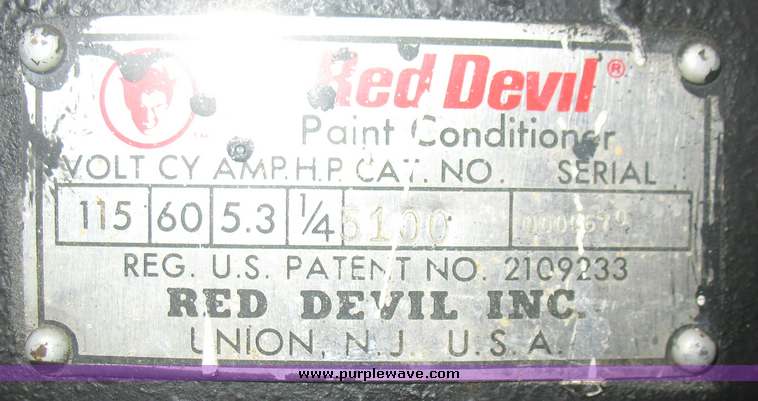 Red Devil®
™
Paint Conditioner
VOLT CY AMP. H.P. CAT. NO. SERIAL
115 60 5.3 1/4 5100
REG. U.S. PATENT NO. 2109233
RED DEVIL INC.
UNION, N.J. U.S.A.
www.purplewave.com